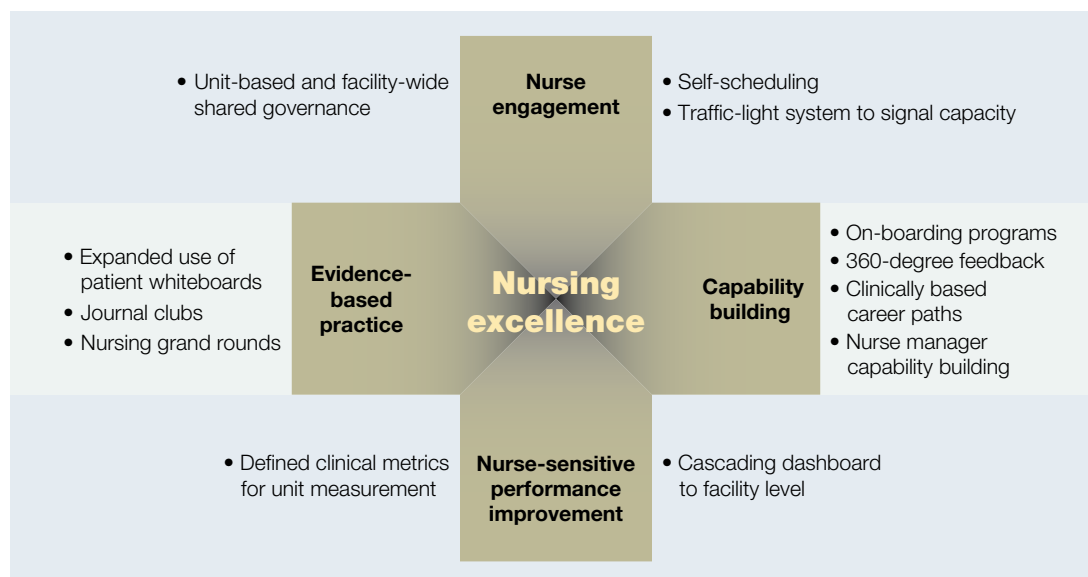 • Unit-based and facility-wide
shared governance
Nurse
engagement
• Self-scheduling
• Traffic-light system to signal capacity
• Expanded use of
patient whiteboards
• Journal clubs
• Nursing grand rounds
Evidence-
based
practice
Nursing
excellence
Capability
building
• On-boarding programs
• 360-degree feedback
• Clinically based
career paths
• Nurse manager
capability building
• Defined clinical metrics
for unit measurement
Nurse-sensitive
performance
improvement
• Cascading dashboard
to facility level